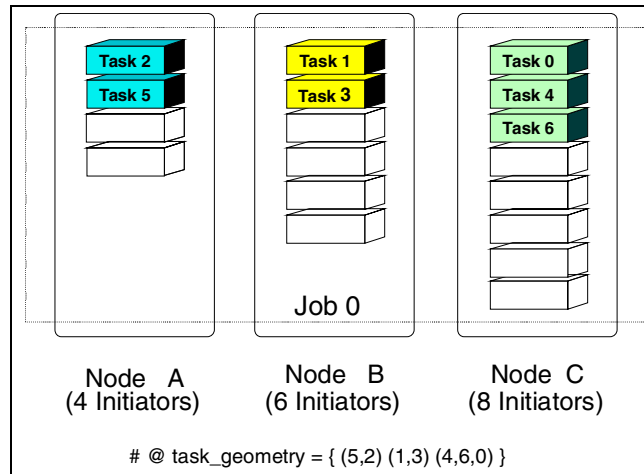 Task 2
Task 5
Task 1
Task 3
Task 0
Task 4
Task 6
Job 0
Node A
(4 Initiators)
Node B
(6 Initiators)
Node C
(8 Initiators)
# @ task_geometry = { (5,2) (1,3) (4,6,0) }